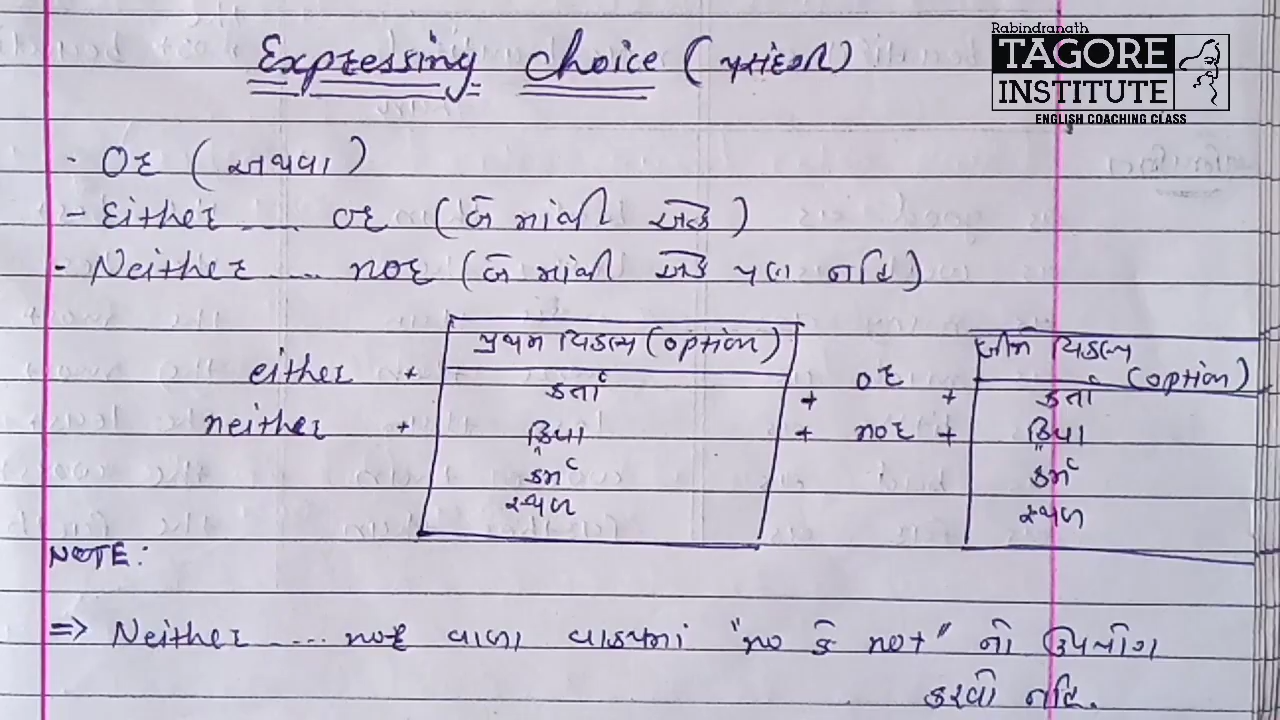 Rabindranath
TAGORE
INSTITUTE
ENGLISH COACHING CLASS
Expressing Choice (પસંદગી)
- Or (અથવા)
- Either .... or (બે માંથી એક)
- Neither .... nor (બે માંથી એક પણ નહિ)
પ્રથમ વિકલ્પ (option) બીજો વિકલ્પ (option)
either + કર્તા + or + કર્તા
neither + ક્રિયા + nor + ક્રિયા
કર્મ કર્મ
સ્થળ સ્થળ
NOTE:
⇒ Neither .... nor વાળા વાક્યમાં "no કે not" નો ઉપયોગ
કરવો નહિ.